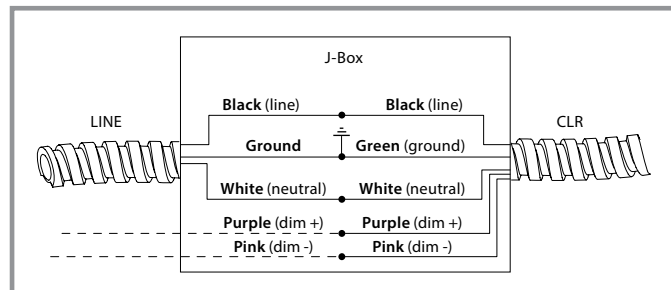 J-Box
LINE
CLR
Black (line) Black (line)
Ground Green (ground)
White (neutral) White (neutral)
Purple (dim +) Purple (dim +)
Pink (dim -) Pink (dim -)